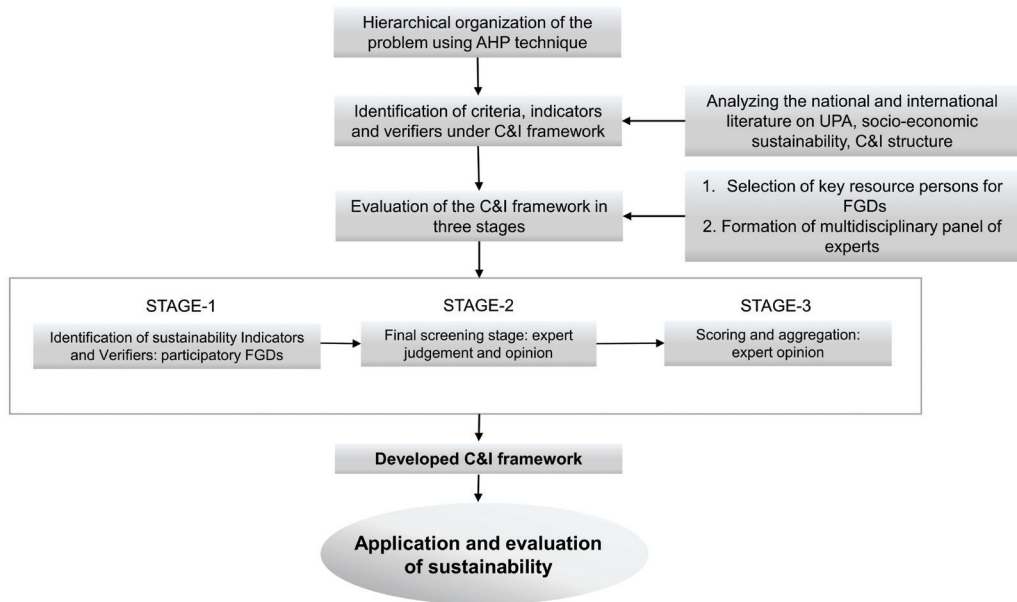 Hierarchical organization of the
problem using AHP technique
Identification of criteria, indicators
and verifiers under C&I framework
Analyzing the national and international
literature on UPA, socio-economic
sustainability, C&I structure
Evaluation of the C&I framework in
three stages
1. Selection of key resource persons for
FGDs
2. Formation of multidisciplinary panel of
experts
STAGE-1
Identification of sustainability Indicators
and Verifiers: participatory FGDs
STAGE-2
Final screening stage: expert
judgement and opinion
STAGE-3
Scoring and aggregation:
expert opinion
Developed C&I framework
Application and evaluation
of sustainability